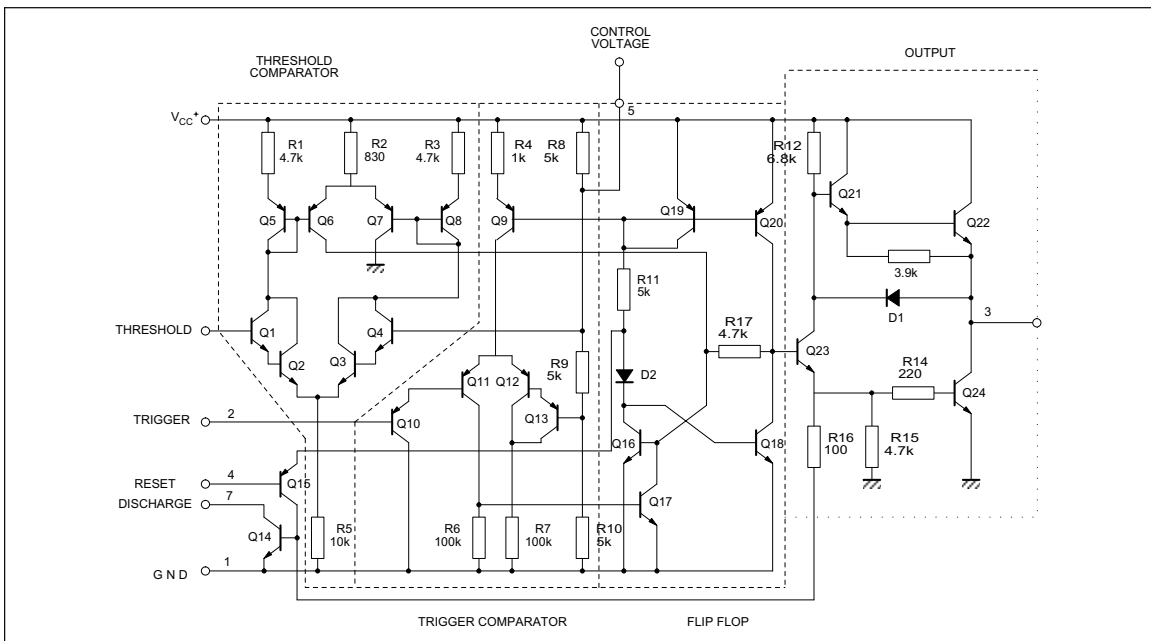 CONTROL
VOLTAGE
OUTPUT
THRESHOLD
COMPARATOR
5
VCC+
R1
4.7k
R2
830
R3
4.7k
R4
1k
R8
5k
R12
6.8k
Q21
Q5
Q6
Q7
Q8
Q9
Q19
Q20
Q22
3.9k
R11
5k
D1
3
THRESHOLD
Q1
Q4
R17
4.7k
Q23
Q2
Q3
R9
5k
Q11
Q12
D2
R14
220
Q24
TRIGGER
2
Q10
Q13
Q16
Q18
R16
100
R15
4.7k
RESET
4
Q15
DISCHARGE
7
Q17
Q14
R5
10k
R6
100k
R7
100k
R10
5k
GND
1
TRIGGER COMPARATOR
FLIP FLOP